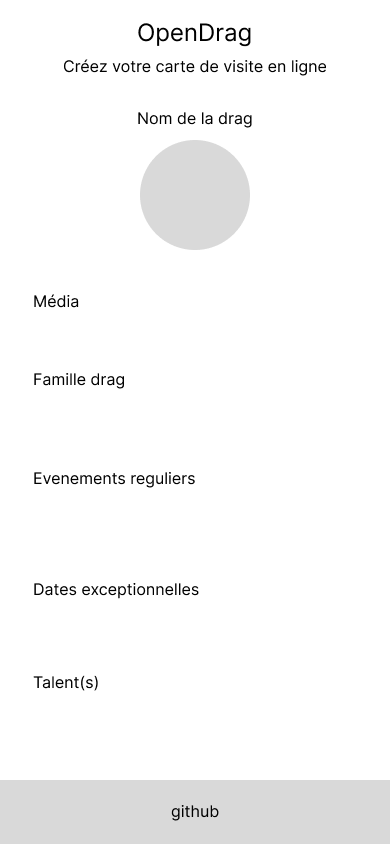 OpenDrag
Créez votre carte de visite en ligne
Nom de la drag
Média
Famille drag
Evenements reguliers
Dates exceptionnelles
Talent(s)
github